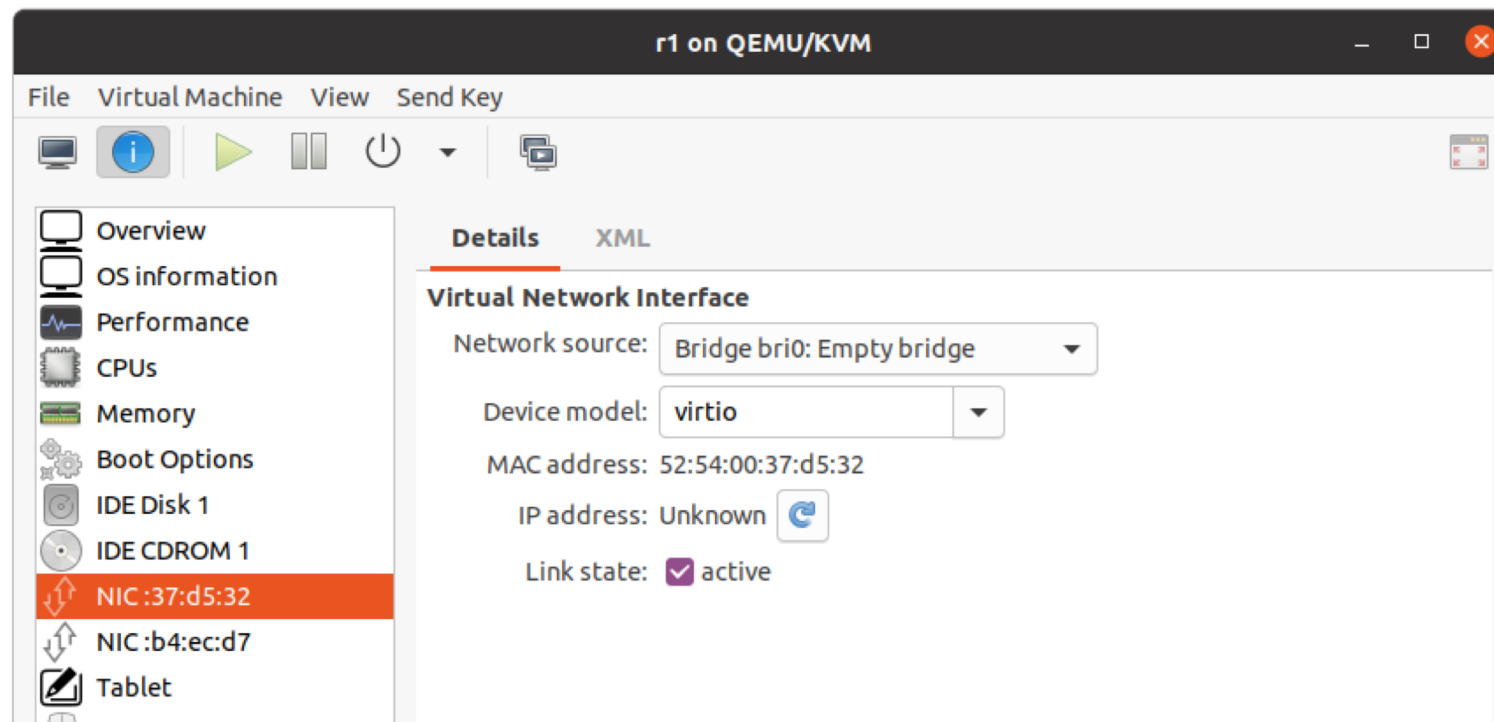 r1 on QEMU/KVM
File Virtual Machine View Send Key
Overview
OS information
Performance
CPUs
Memory
Boot Options
IDE Disk 1
IDE CDROM 1
NIC :37:d5:32
NIC :b4:ec:d7
Tablet
Details XML
Virtual Network Interface
Network source: Bridge bri0: Empty bridge
Device model: virtio
MAC address: 52:54:00:37:d5:32
IP address: Unknown
Link state: active